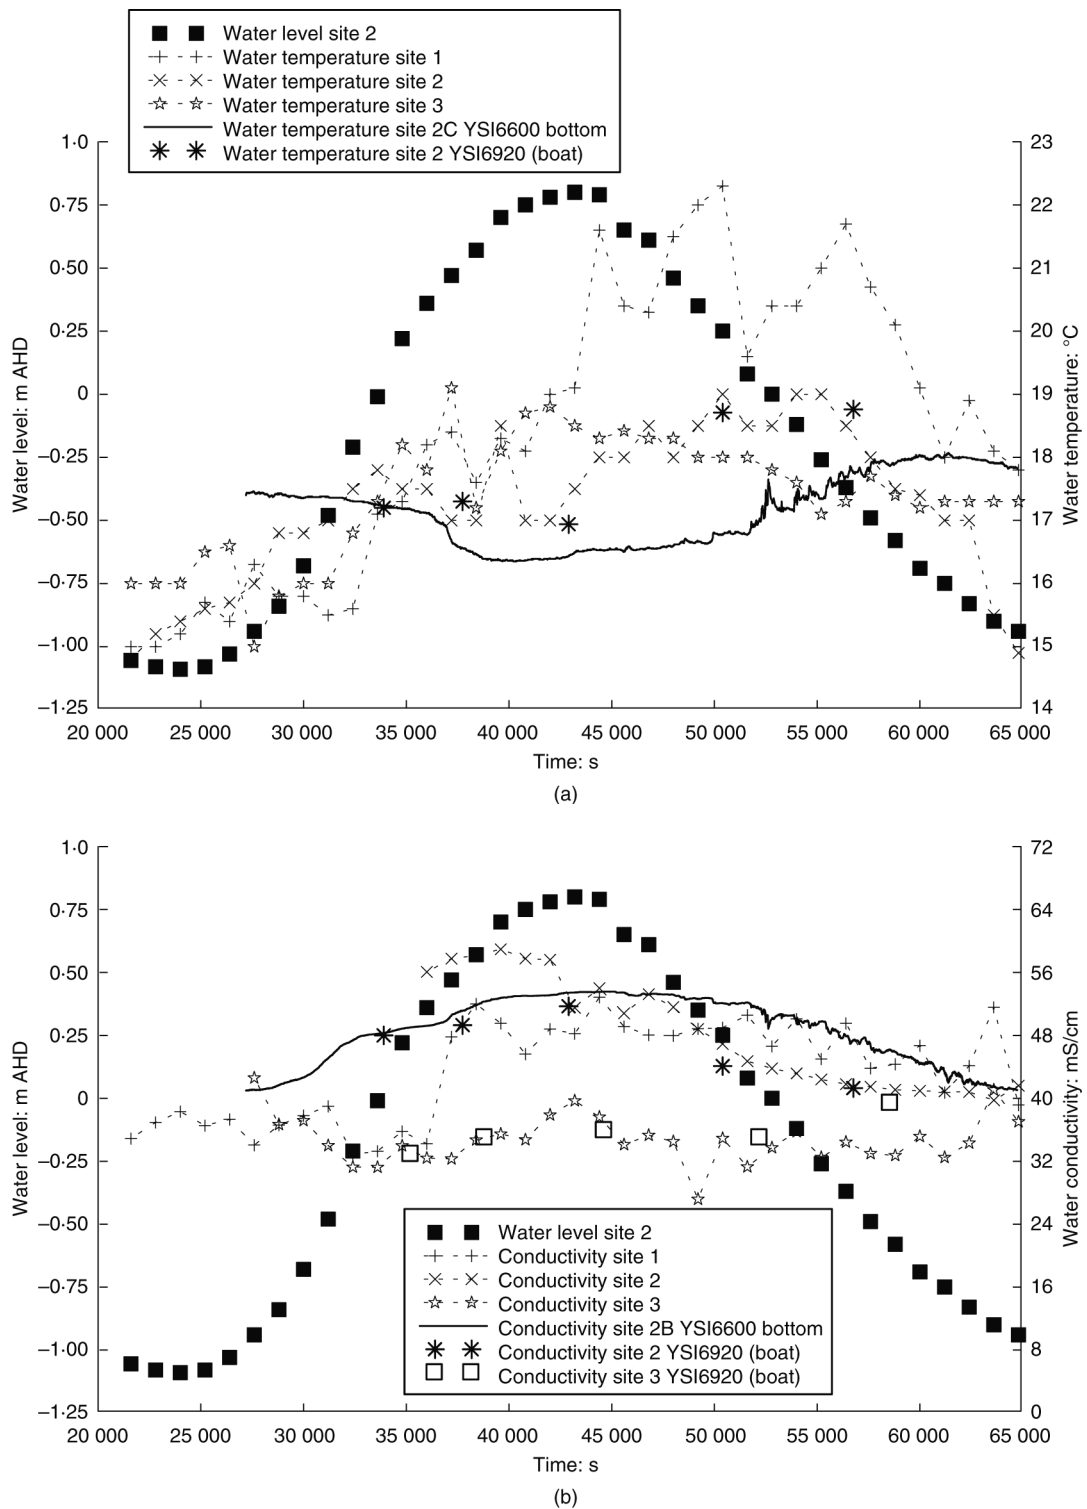 Water level site 2
Water temperature site 1
Water temperature site 2
Water temperature site 3
Water temperature site 2C YSI6600 bottom
Water temperature site 2 YSI6920 (boat)
1·0
0·75
0·50
0·25
0
–0·25
–0·50
–0·75
–1·00
–1·25
Water level: m AHD
23
22
21
20
19
18
17
16
15
14
Water temperature: °C
20 000 25 000 30 000 35 000 40 000 45 000 50 000 55 000 60 000 65 000
Time: s
(a)
1·0
0·75
0·50
0·25
0
–0·25
–0·50
–0·75
–1·00
–1·25
Water level: m AHD
72
64
56
48
40
32
24
16
8
0
Water conductivity: mS/cm
Water level site 2
Conductivity site 1
Conductivity site 2
Conductivity site 3
Conductivity site 2B YSI6600 bottom
Conductivity site 2 YSI6920 (boat)
Conductivity site 3 YSI6920 (boat)
20 000 25 000 30 000 35 000 40 000 45 000 50 000 55 000 60 000 65 000
Time: s
(b)